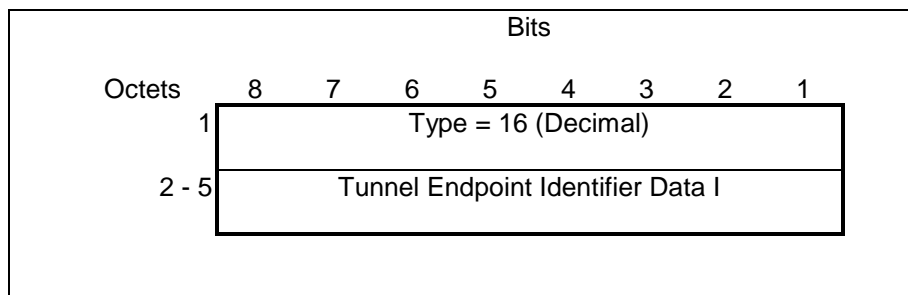 Bits
Octets 8 7 6 5 4 3 2 1
1 Type = 16 (Decimal)
2 - 5 Tunnel Endpoint Identifier Data I